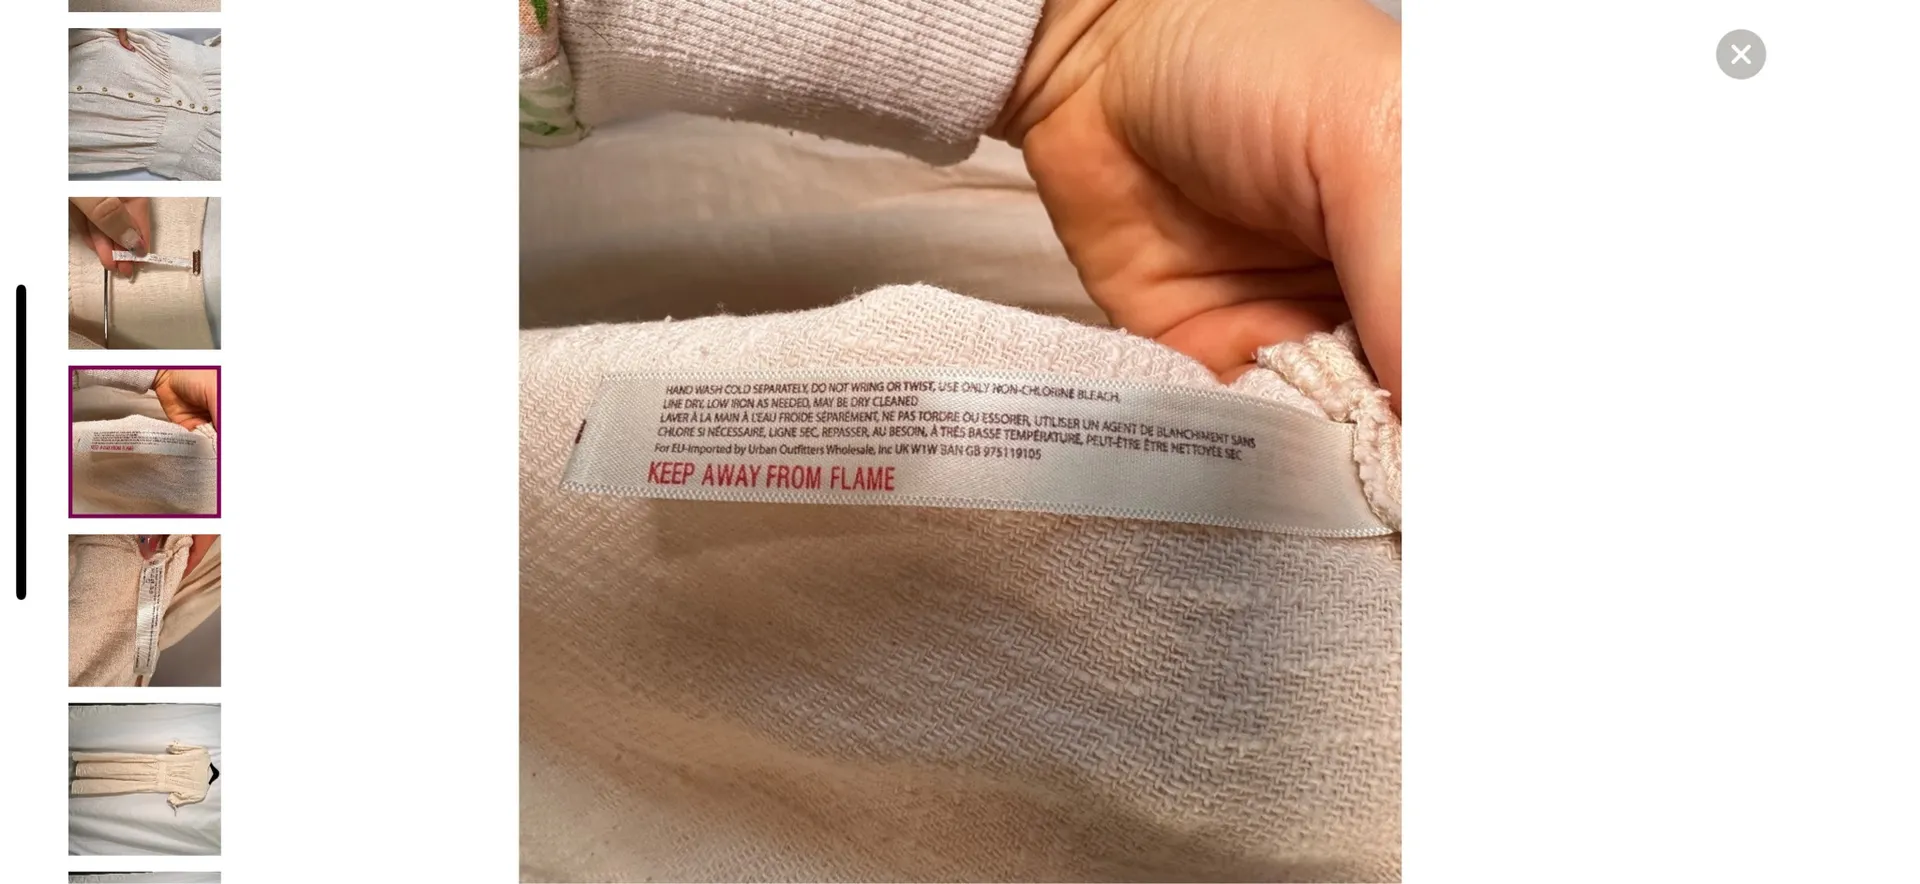 HAND WASH COLD SEPARATELY, DO NOT WRING OR TWIST, USE ONLY NON-CHLORINE BLEACH,
LINE DRY, LOW IRON AS NEEDED, MAY BE DRY CLEANED
LAVER À LA MAIN À L'EAU FROIDE SÉPARÉMENT, NE PAS TORDRE OU ESSORER, UTILISER UN AGENT DE BLANCHIMENT SANS
CHLORE SI NÉCESSAIRE, LIGNE SEC, REPASSER, AU BESOIN, À TRÈS BASSE TEMPÉRATURE, PEUT-ÊTRE ÊTRE NETTOYÉE SEC
For EU-Imported by Urban Outfitters Wholesale, Inc UK W1W 8AN GB 975119105
KEEP AWAY FROM FLAME